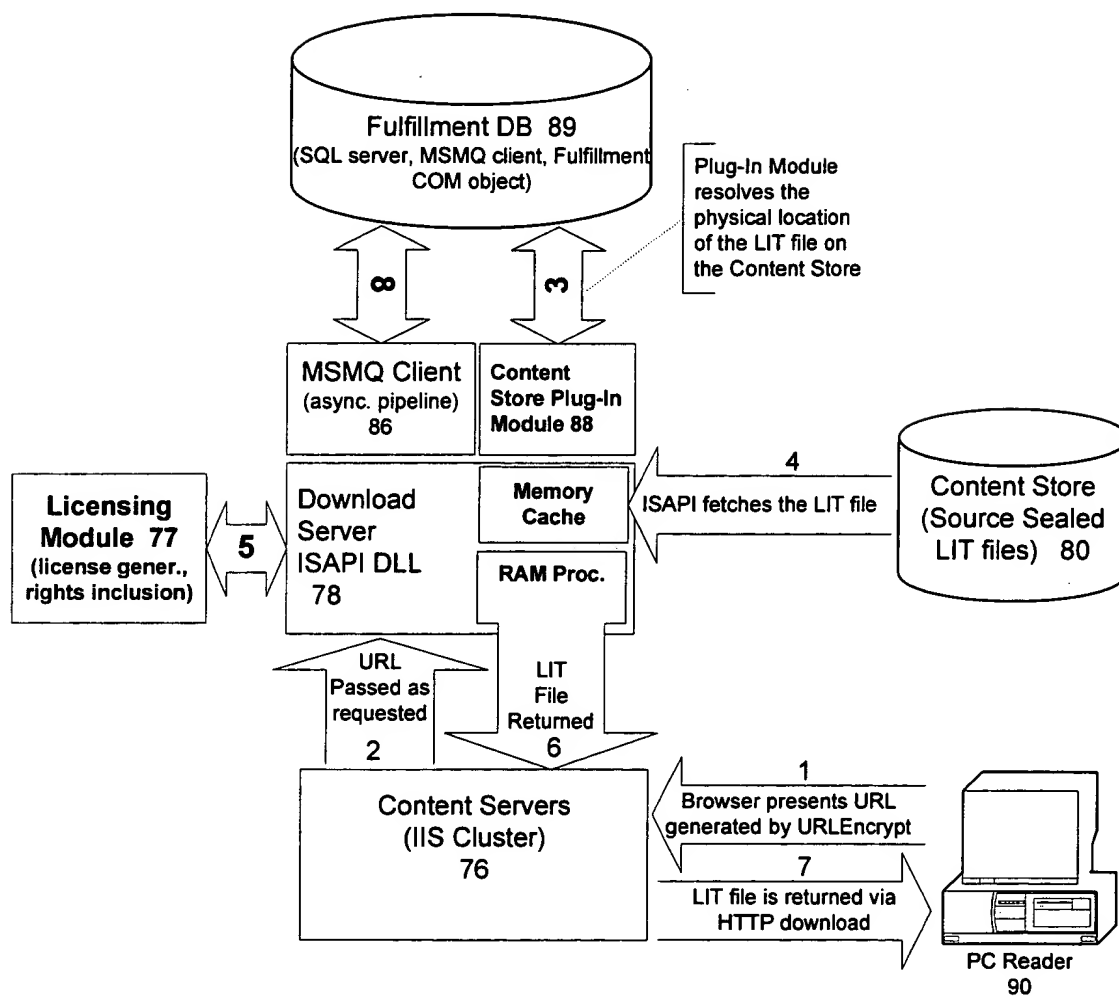 Fulfillment DB 89
(SQL server, MSMQ client, Fulfillment
COM object)
Plug-In Module
resolves the
physical location
of the LIT file on
the Content Store
8
3
MSMQ Client
(async. pipeline)
86
Content
Store Plug-In
Module 88
Licensing
Module 77
(license gener.,
rights inclusion)
5
Download
Server
ISAPI DLL
78
Memory
Cache
RAM Proc.
4
ISAPI fetches the LIT file
Content Store
(Source Sealed
LIT files) 80
URL
Passed as
requested
2
LIT
File
Returned
6
Content Servers
(IIS Cluster)
76
1
Browser presents URL
generated by URLEncrypt
7
LIT file is returned via
HTTP download
PC Reader
90